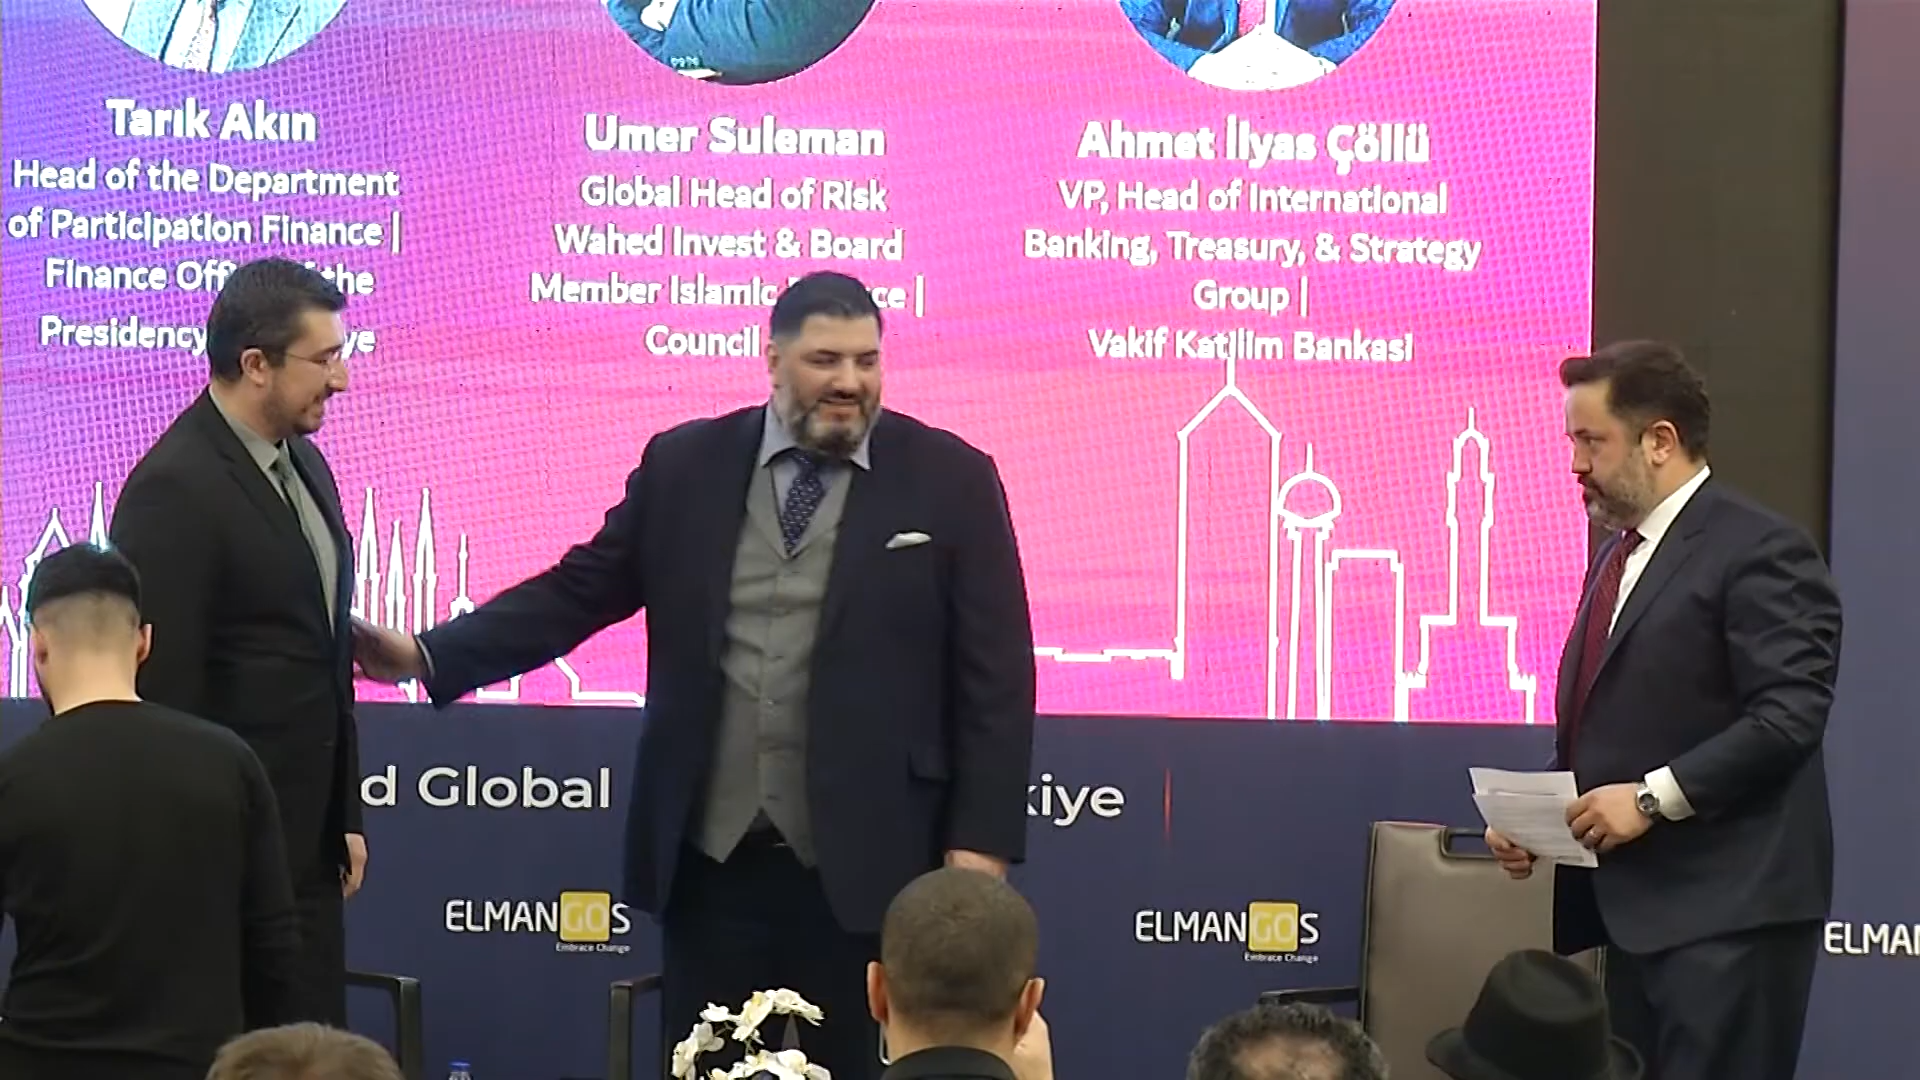 Tarık Akın
Head of the Department
of Participation Finance |
Finance Of the
Presidency ye
Umer Suleman
Global Head of Risk
Wahed Invest & Board
Member Islamic ce |
Council
Ahmet İlyas Çöllü
VP, Head of International
Banking, Treasury, & Strategy
Group |
Vakif Katilim Bankasi
d Global
kiye |
ELMANGOS
Embrace Change
ELMANGOS
Embrace Change
ELMAN